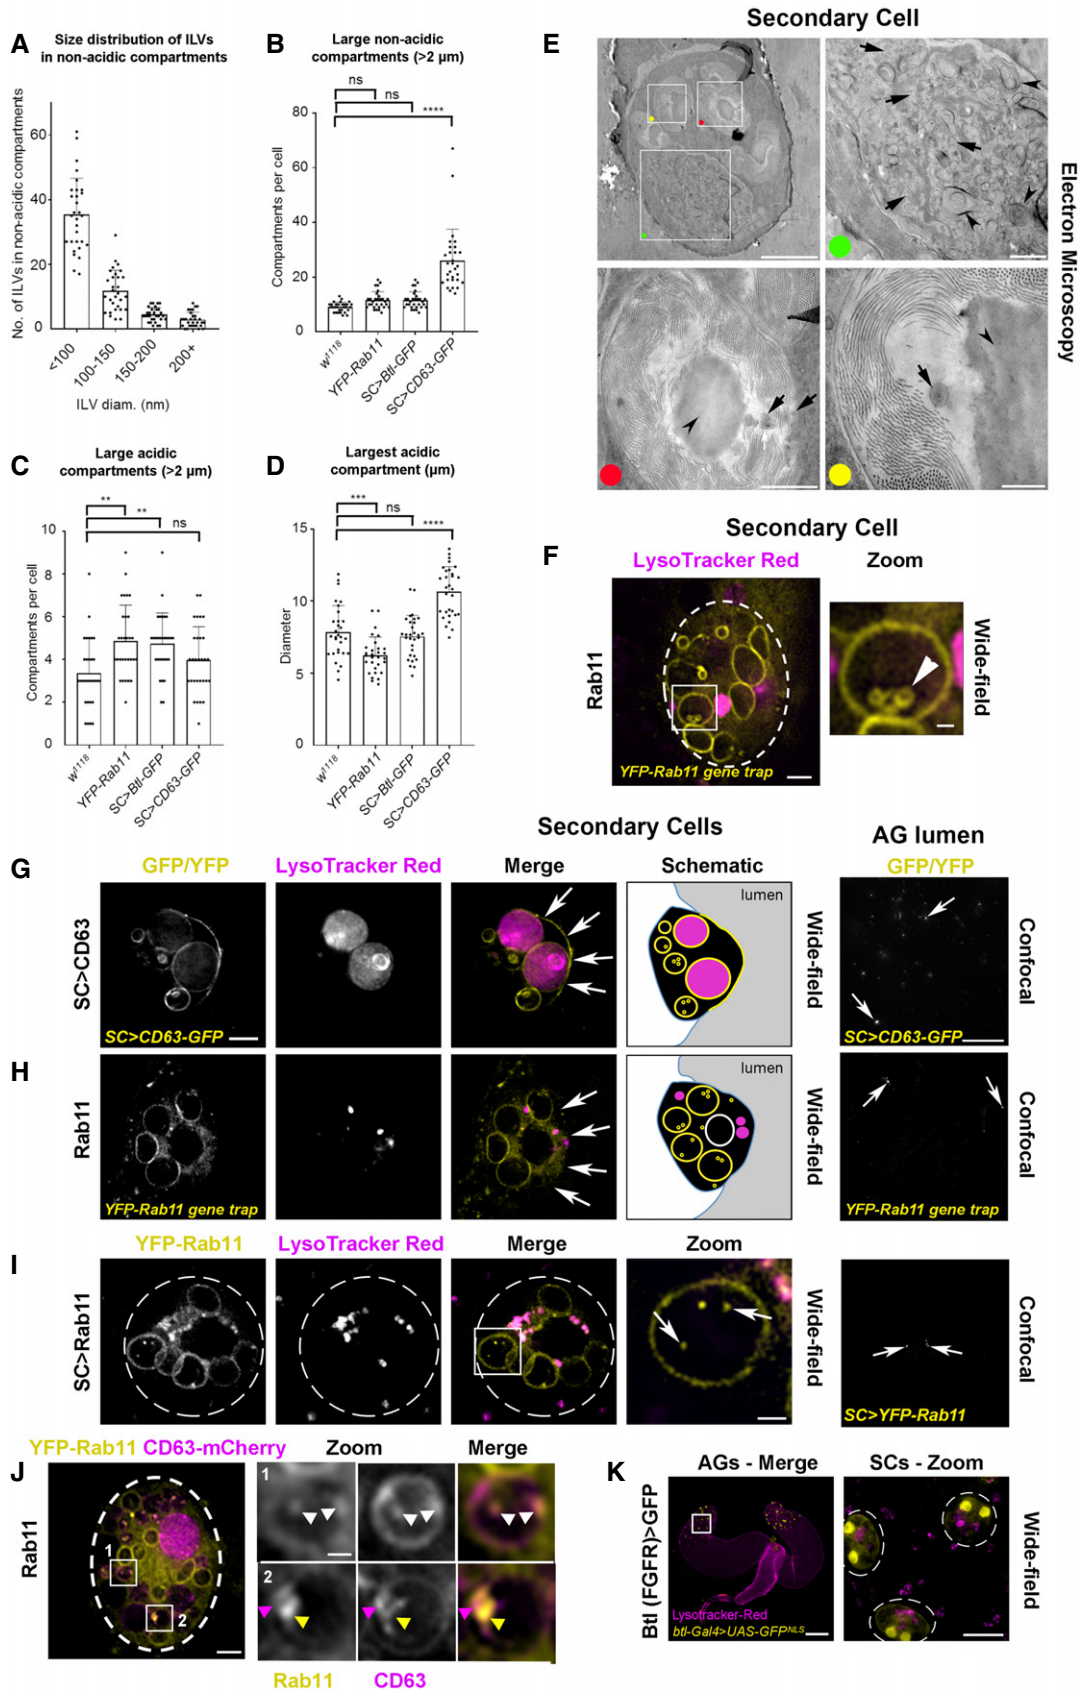 A
Size distribution of ILVs
in non-acidic compartments
No. of ILVs in non-acidic compartments
60
40
20
0
<100
100-150
150-200
200+
ILV diam. (nm)
B
Large non-acidic
compartments (>2 μm)
ns
ns
****
Compartments per cell
80
60
40
20
0
w1118
YFP-Rab11
SC>Btl-GFP
SC>CD63-GFP
C
Large acidic
compartments (>2 μm)
**
**
ns
Compartments per cell
10
8
6
4
2
0
w1118
YFP-Rab11
SC>Btl-GFP
SC>CD63-GFP
D
Largest acidic
compartment (μm)
***
ns
****
Diameter
15
10
5
0
w1118
YFP-Rab11
SC>Btl-GFP
SC>CD63-GFP
E
Secondary Cell
Electron Microscopy
F
Secondary Cell
LysoTracker Red
Zoom
Rab11
YFP-Rab11 gene trap
Wide-field
Secondary Cells
AG lumen
G
GFP/YFP
LysoTracker Red
Merge
Schematic
GFP/YFP
SC>CD63
SC>CD63-GFP
lumen
Wide-field
SC>CD63-GFP
Confocal
H
Rab11
YFP-Rab11 gene trap
lumen
Wide-field
YFP-Rab11 gene trap
Confocal
I
YFP-Rab11
LysoTracker Red
Merge
Zoom
SC>Rab11
Wide-field
SC>YFP-Rab11
Confocal
J
YFP-Rab11 CD63-mCherry
Zoom
Merge
Rab11
1
2
1
2
Rab11
CD63
K
AGs - Merge
SCs - Zoom
Btl (FGFR)>GFP
Lysotracker-Red
btl-Gal4>UAS-GFPNLS
Wide-field